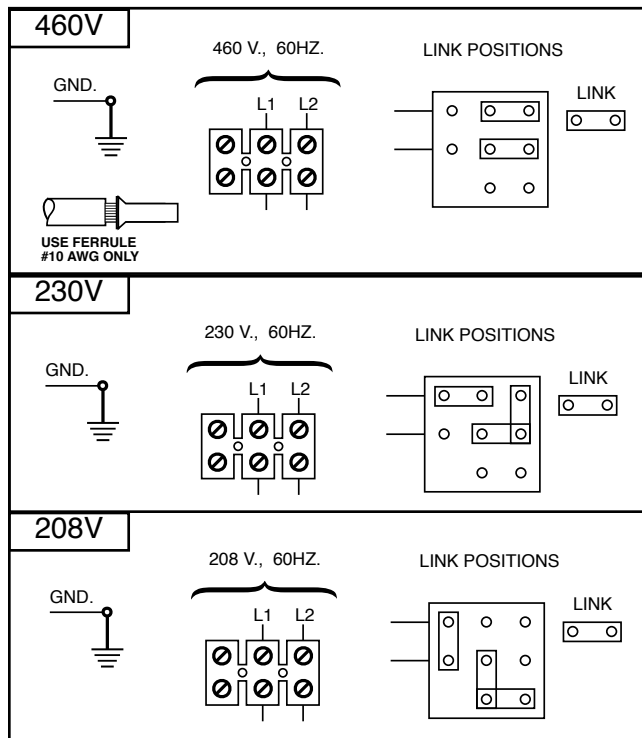 460V
460 V., 60HZ.
LINK POSITIONS
GND.
L1 L2
LINK
USE FERRULE
#10 AWG ONLY
230V
230 V., 60HZ.
LINK POSITIONS
GND.
L1 L2
LINK
208V
208 V., 60HZ.
LINK POSITIONS
GND.
L1 L2
LINK